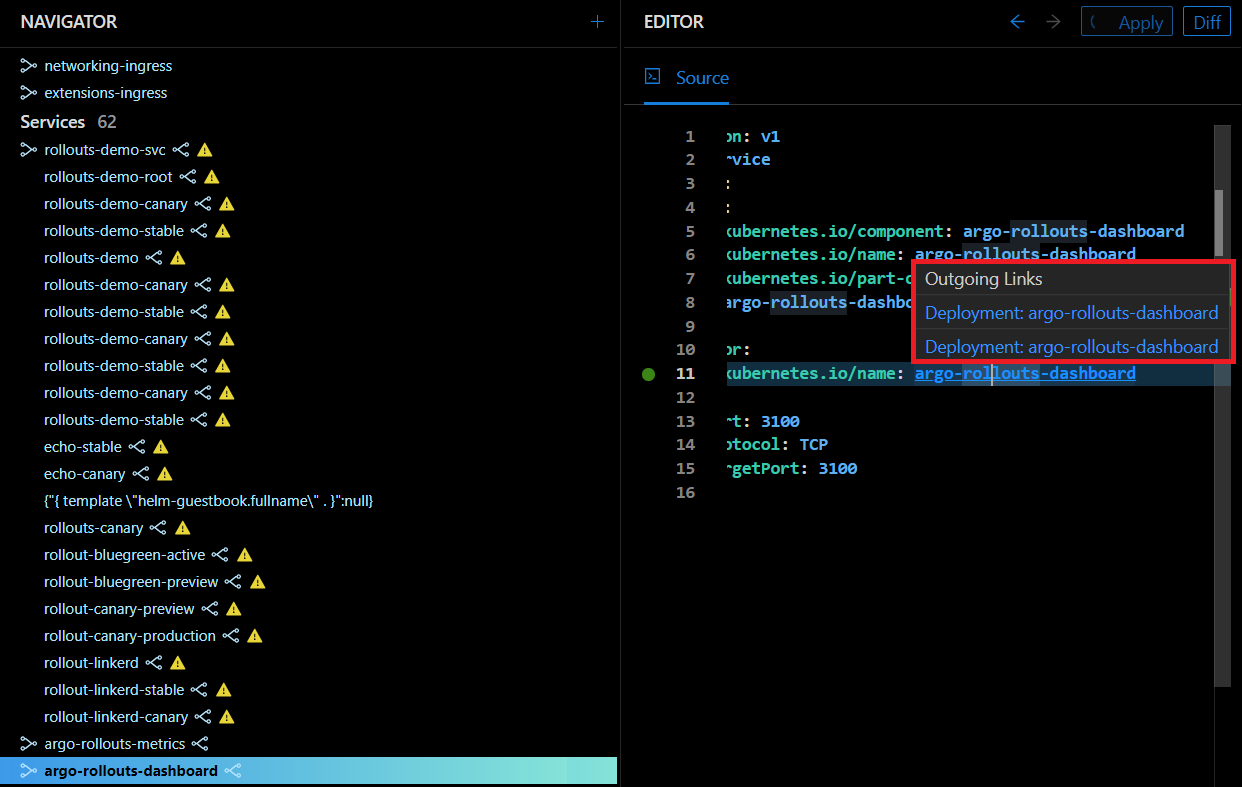 NAVIGATOR
networking-ingress
extensions-ingress
Services 62
rollouts-demo-svc
rollouts-demo-root
rollouts-demo-canary
rollouts-demo-stable
rollouts-demo
rollouts-demo-canary
rollouts-demo-stable
rollouts-demo-canary
rollouts-demo-stable
rollouts-demo-canary
rollouts-demo-stable
echo-stable
echo-canary
{"{ template \"helm-guestbook.fullname\" . }":null}
rollouts-canary
rollout-bluegreen-active
rollout-bluegreen-preview
rollout-canary-preview
rollout-canary-production
rollout-linkerd
rollout-linkerd-stable
rollout-linkerd-canary
argo-rollouts-metrics
argo-rollouts-dashboard
EDITOR
Apply
Diff
Source
1 on: v1
2 rvice
3 :
4 :
5 kubernetes.io/component: argo-rollouts-dashboard
6 kubernetes.io/name: argo-rollouts-dashboard
7 kubernetes.io/part-o
8 argo-rollouts-dashbo
9
10 or:
11 kubernetes.io/name: argo-rollouts-dashboard
12
13 rt: 3100
14 otocol: TCP
15 rgetPort: 3100
16
Outgoing Links
Deployment: argo-rollouts-dashboard
Deployment: argo-rollouts-dashboard